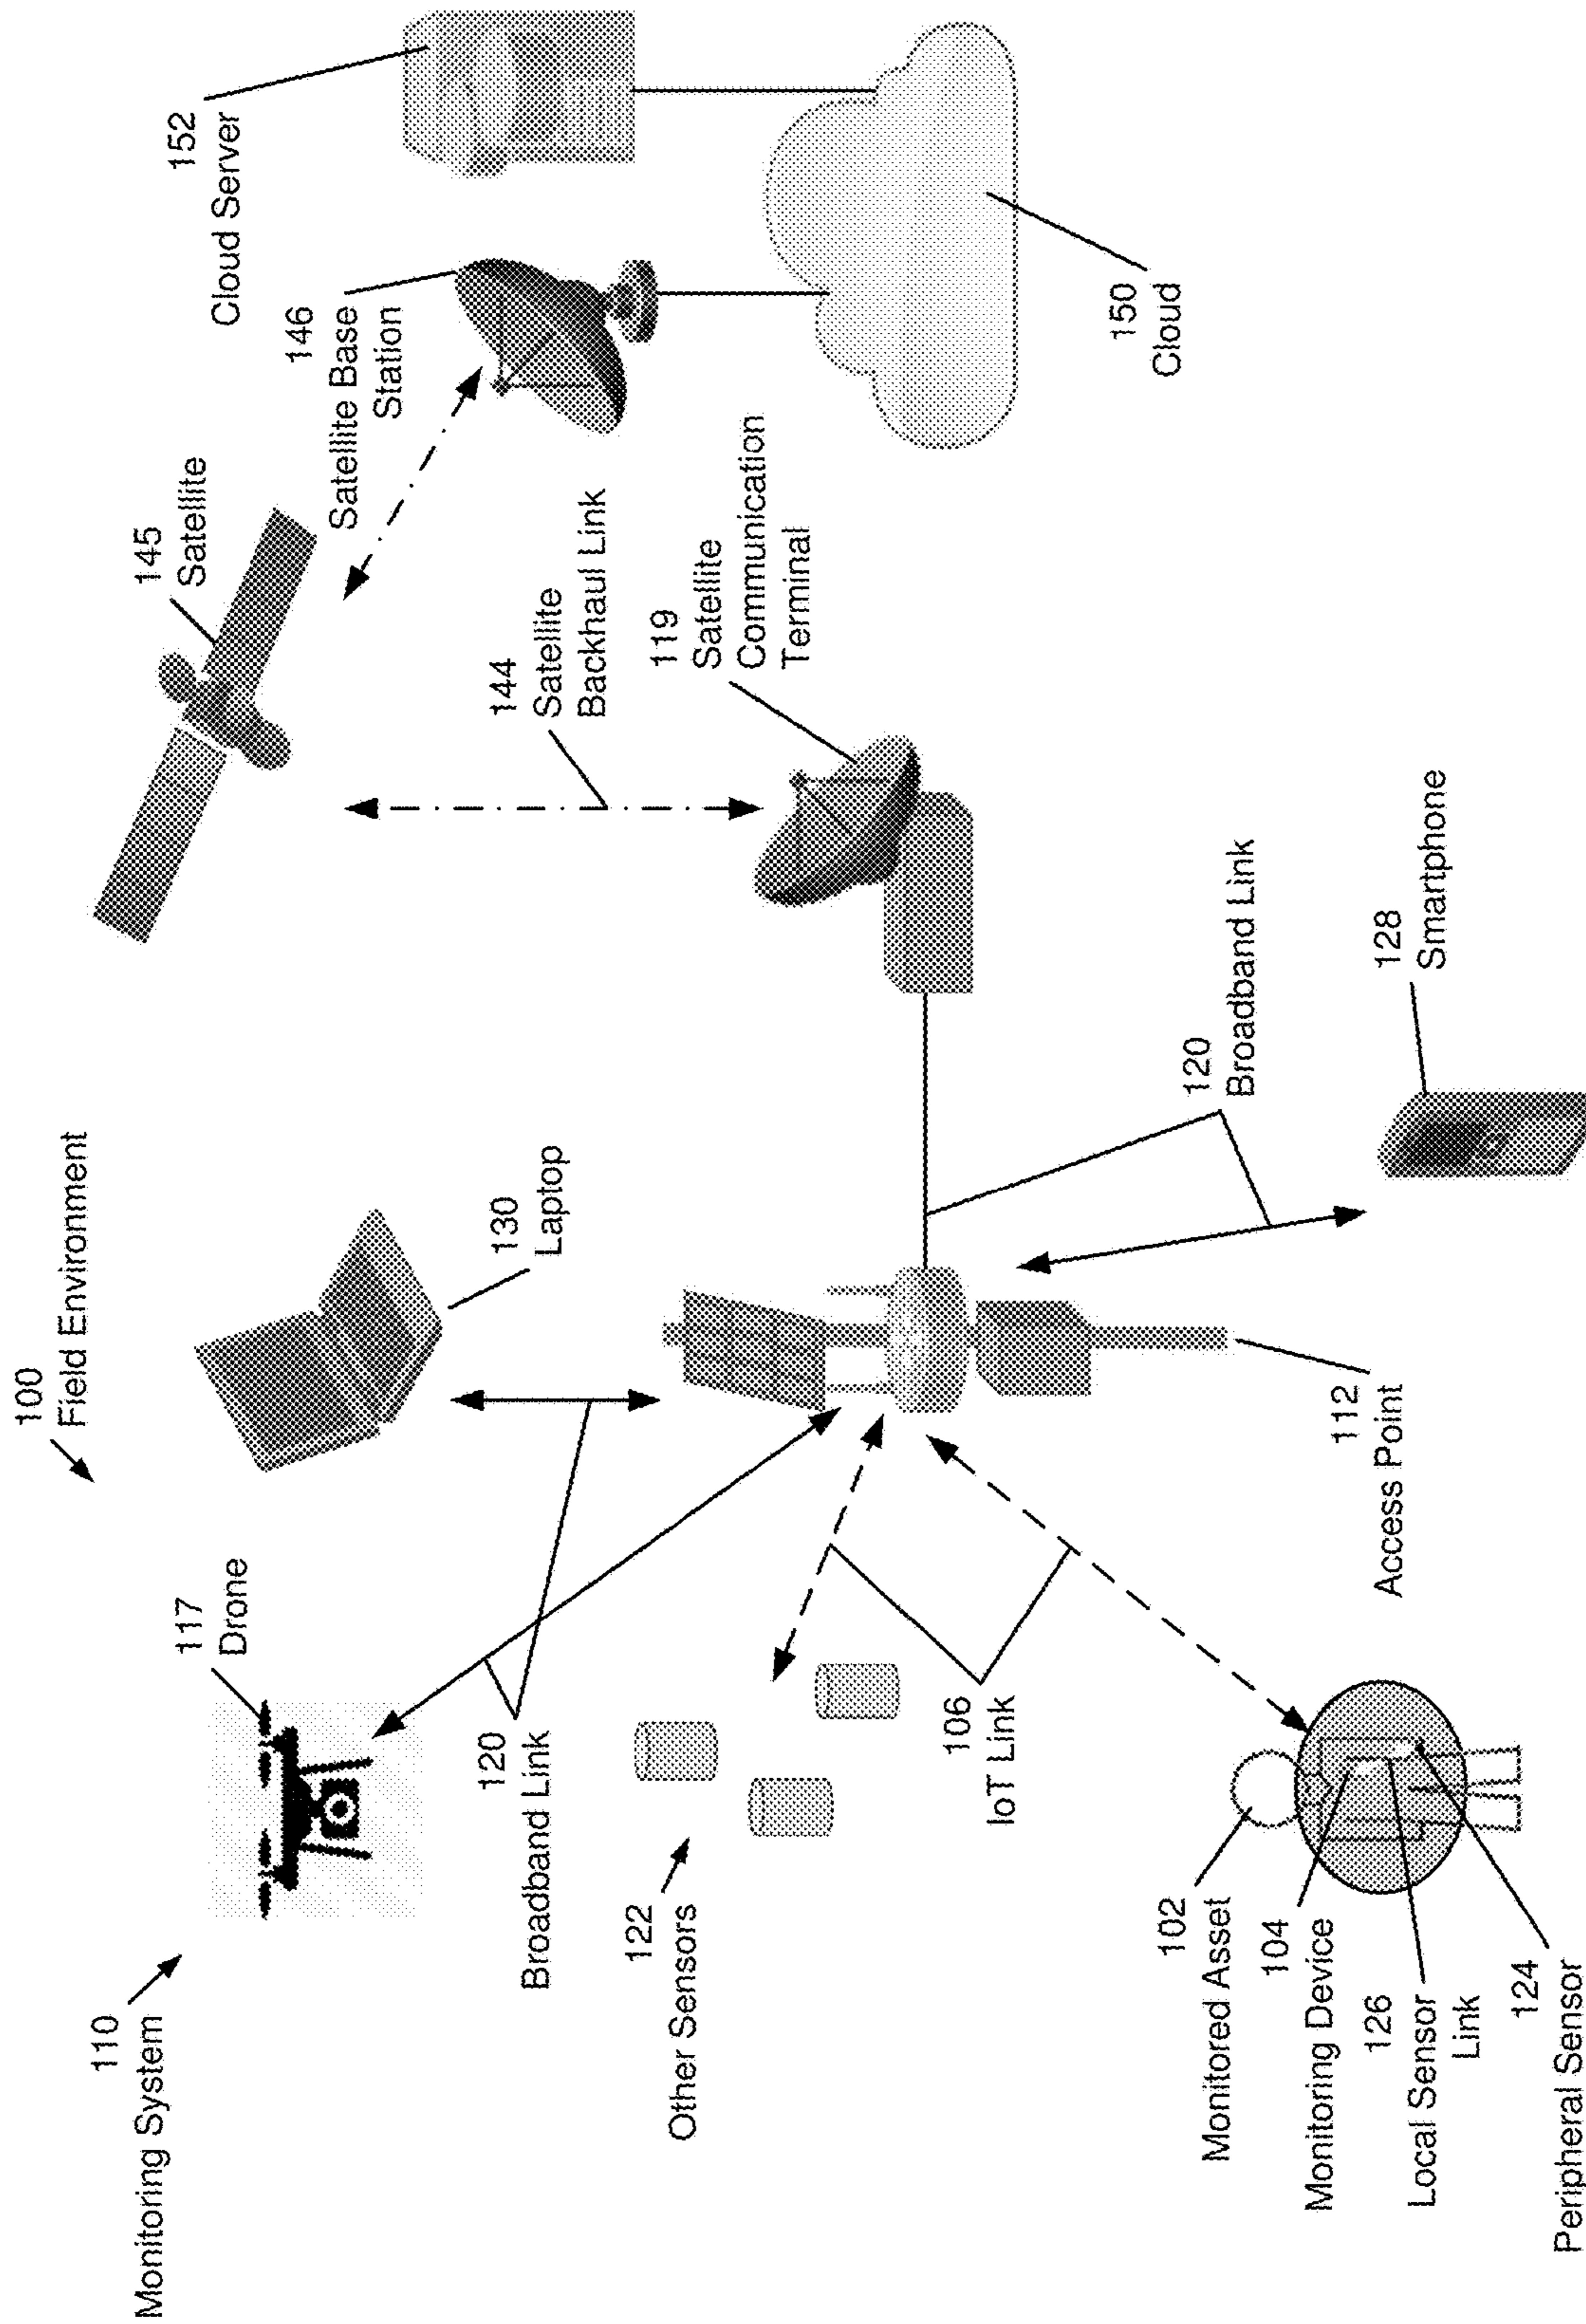 100
Field Environment
110
Monitoring System
117
Drone
130
Laptop
145
Satellite
152
Cloud Server
146
Satellite Base
Station
120
Broadband Link
144
Satellite
Backhaul Link
122
Other Sensors
119
Satellite
Communication
Terminal
106
IoT Link
150
Cloud
102
Monitored Asset
104
Monitoring Device
126
Local Sensor
Link
124
Peripheral Sensor
112
Access Point
120
Broadband Link
128
Smartphone